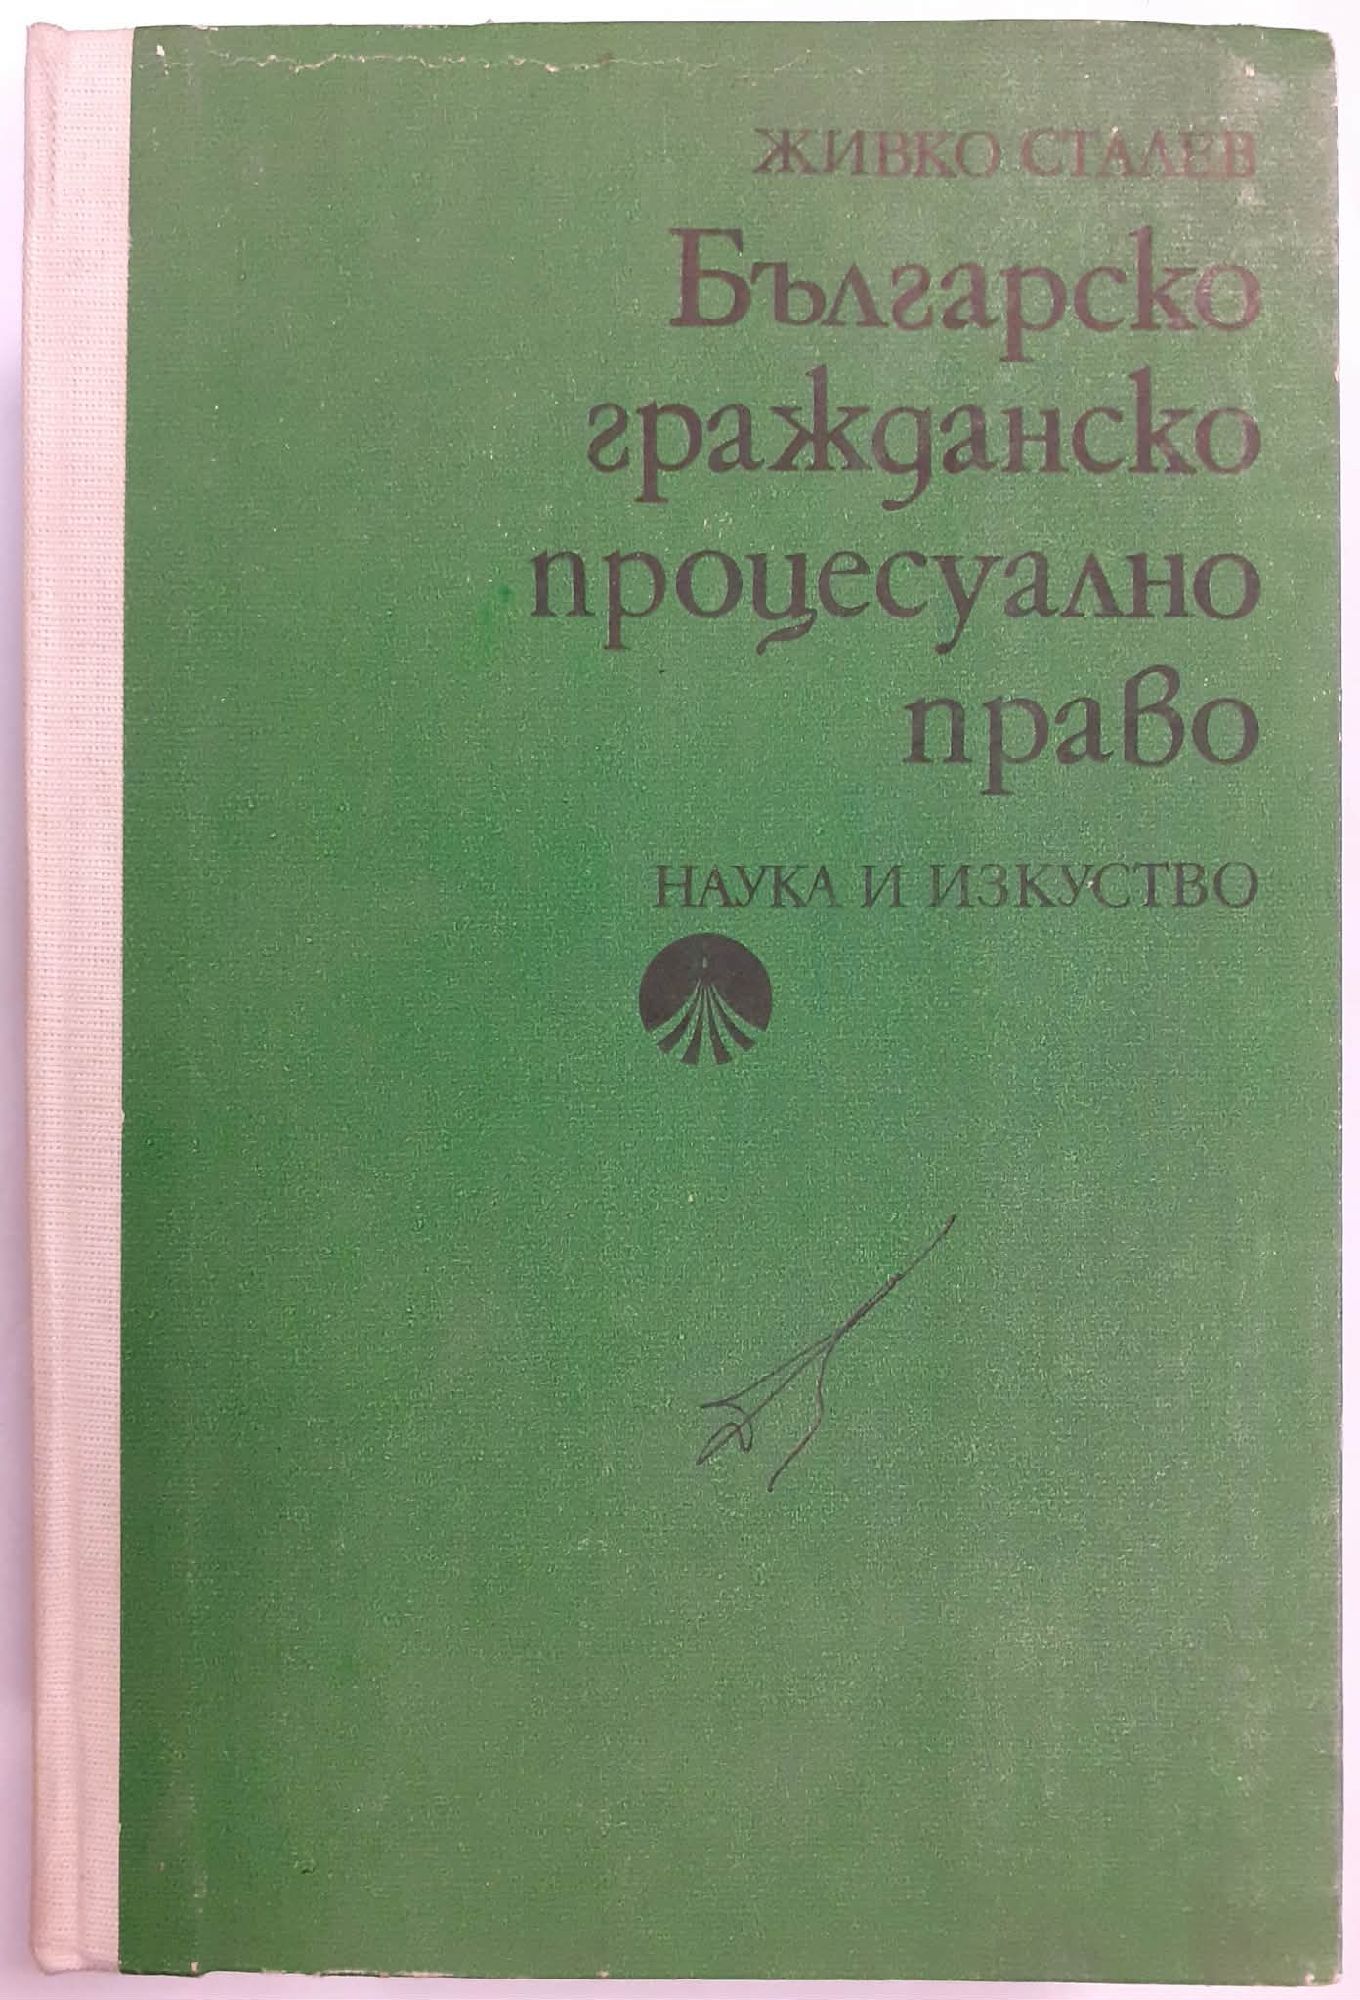 ЖИВКО СТАЛЕВ
Българско
гражданско
процесуално
право
НАУКА И ИЗКУСТВО